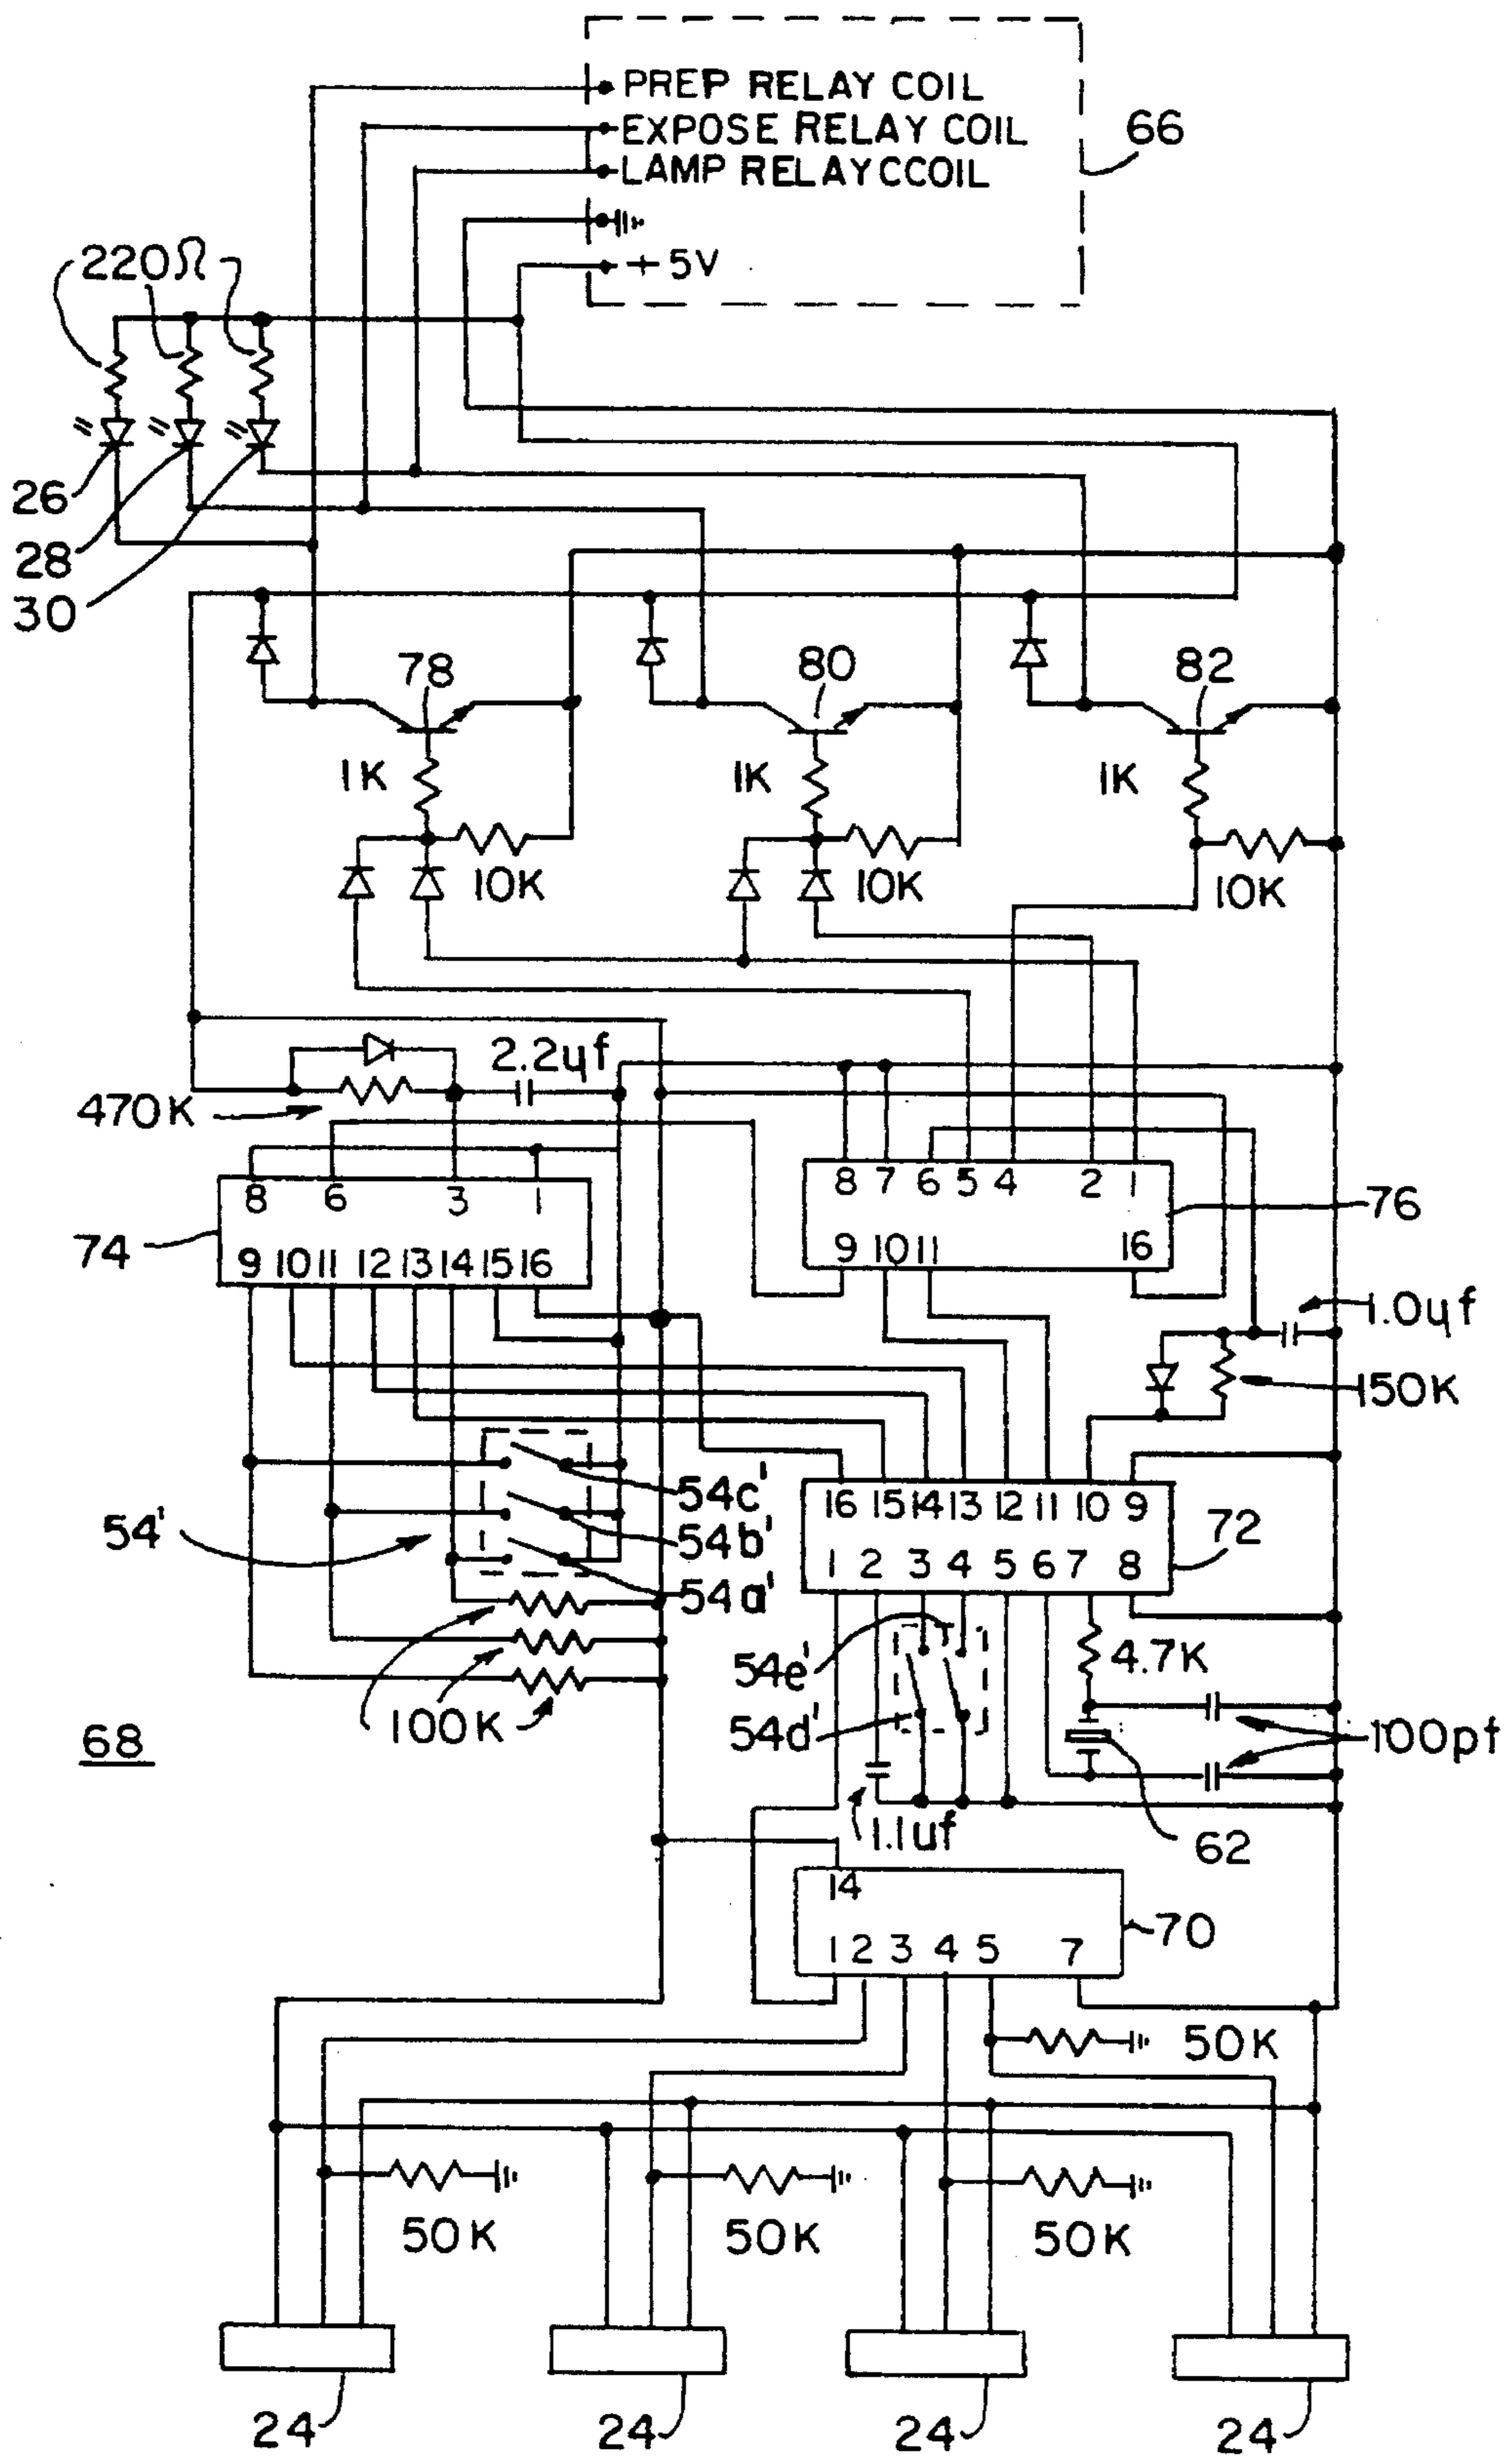 PREP RELAY COIL
EXPOSE RELAY COIL
LAMP RELAYCCOIL
+5V
66
220Ω
26
28
30
78
80
82
1K
1K
1K
10K
10K
10K
2.2uf
470K
8 6 3 1
8 7 6 5 4 2 1
76
74
9 10 11 12 13 14 15 16
9 10 11 16
1.0uf
150K
54c'
54b'
54a'
54'
16 15 14 13 12 11 10 9
72
1 2 3 4 5 6 7 8
54e'
54d'
4.7K
100K
68
100pf
1.1uf
62
14
70
1 2 3 4 5 7
50K
50K
50K
50K
24
24
24
24